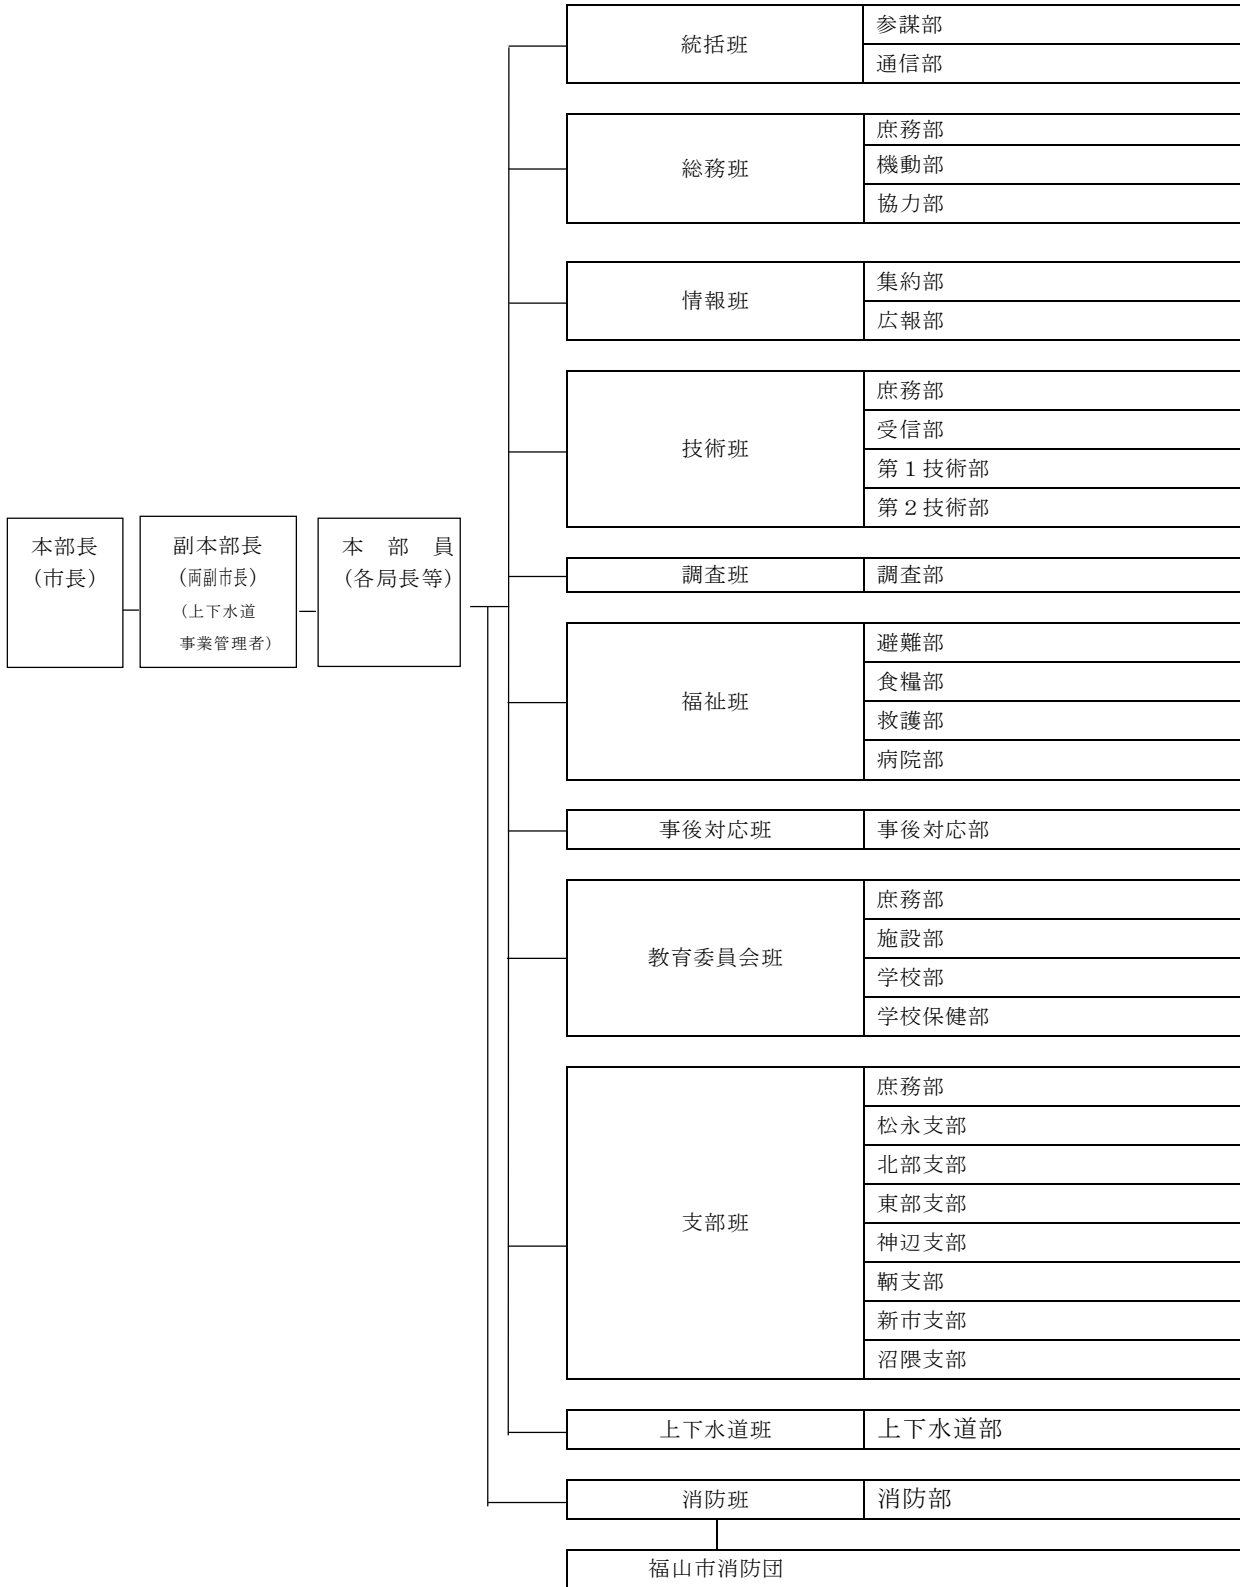 統括班
参謀部
通信部
総務班
庶務部
機動部
協力部
情報班
集約部
広報部
技術班
庶務部
受信部
第１技術部
第２技術部
本部長
(市長)
副本部長
(両副市長)
(上下水道
事業管理者)
本　部　員
(各局長等)
調査班
調査部
福祉班
避難部
食糧部
救護部
病院部
事後対応班
事後対応部
教育委員会班
庶務部
施設部
学校部
学校保健部
支部班
庶務部
松永支部
北部支部
東部支部
神辺支部
鞆支部
新市支部
沼隈支部
上下水道班
上下水道部
消防班
消防部
福山市消防団